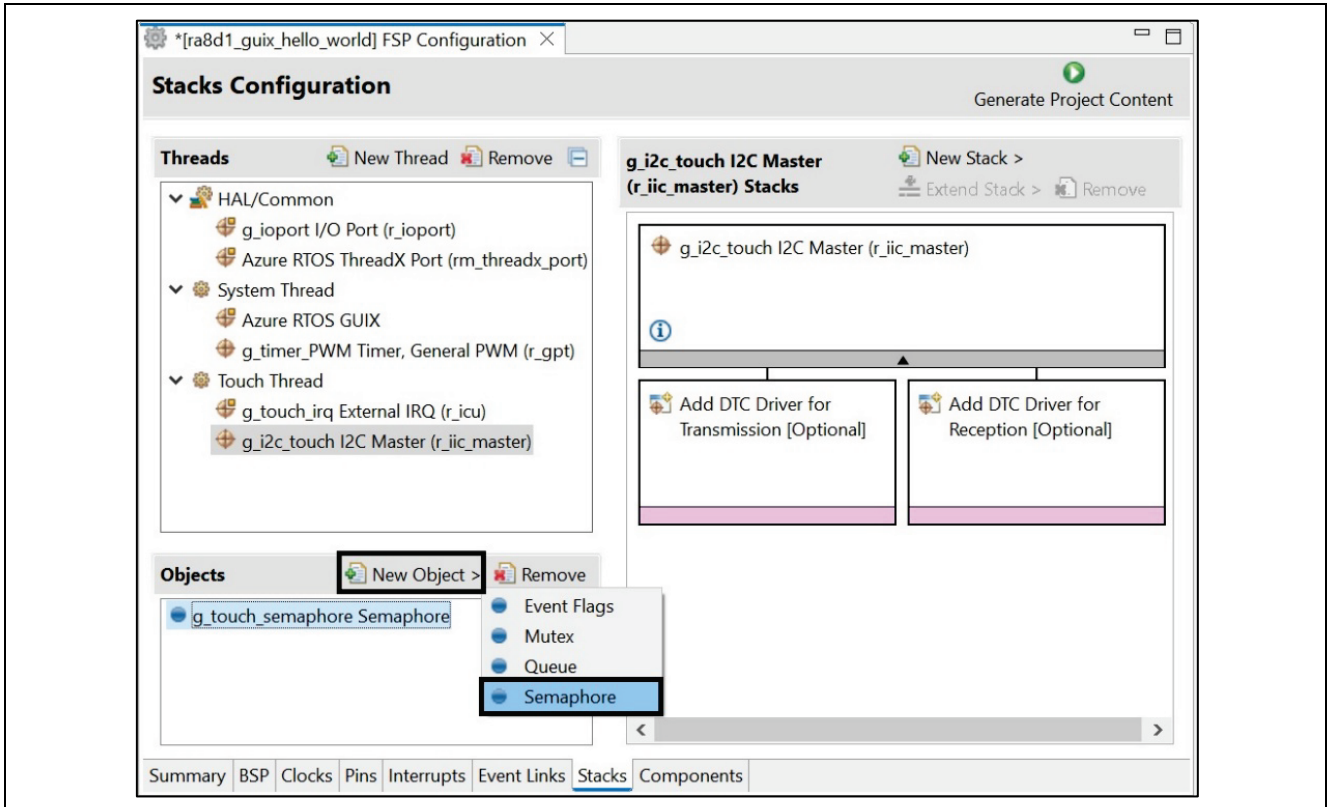 *[ra8d1_guix_hello_world] FSP Configuration
Stacks Configuration
Generate Project Content
Threads
New Thread
Remove
HAL/Common
g_ioport I/O Port (r_ioport)
Azure RTOS ThreadX Port (rm_threadx_port)
System Thread
Azure RTOS GUIX
g_timer_PWM Timer, General PWM (r_gpt)
Touch Thread
g_touch_irq External IRQ (r_icu)
g_i2c_touch I2C Master (r_iic_master)
g_i2c_touch I2C Master
(r_iic_master) Stacks
New Stack >
Extend Stack >
Remove
g_i2c_touch I2C Master (r_iic_master)
Add DTC Driver for
Transmission [Optional]
Add DTC Driver for
Reception [Optional]
Objects
New Object >
Remove
g_touch_semaphore Semaphore
Event Flags
Mutex
Queue
Semaphore
Summary BSP Clocks Pins Interrupts Event Links Stacks Components